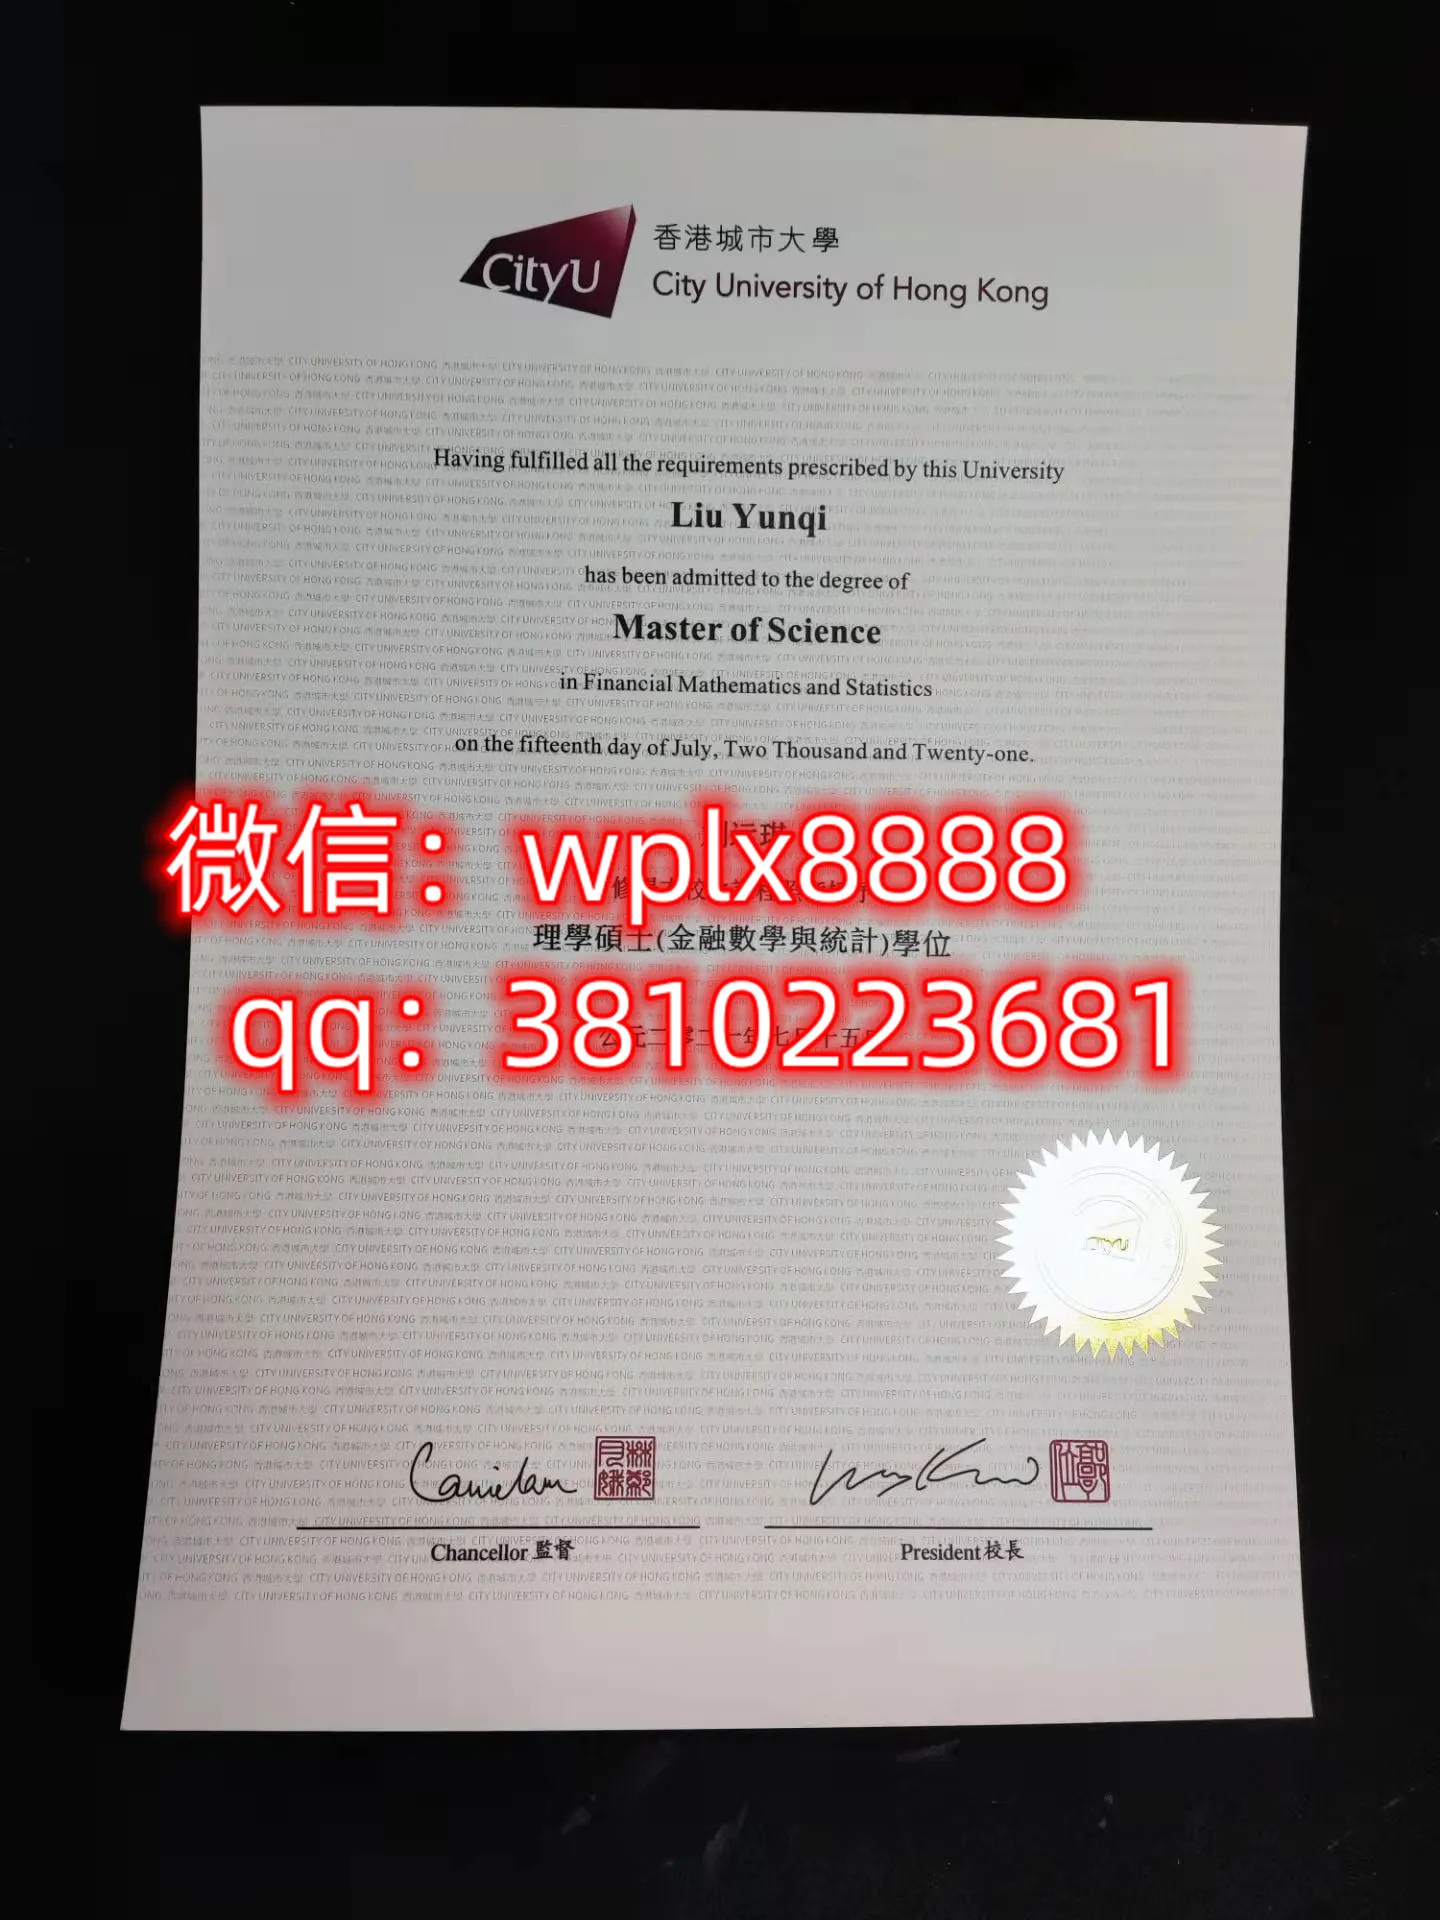 CityU
香港城市大學
City University of Hong Kong
Having fulfilled all the requirements prescribed by this University
Liu Yunqi
has been admitted to the degree of
Master of Science
in Financial Mathematics and Statistics
on the fifteenth day of July, Two Thousand and Twenty-one.
微信：wplx8888
理學碩士(金融數學與統計)學位
qq：3810223681
CityU
Chancellor 監督
President 校長